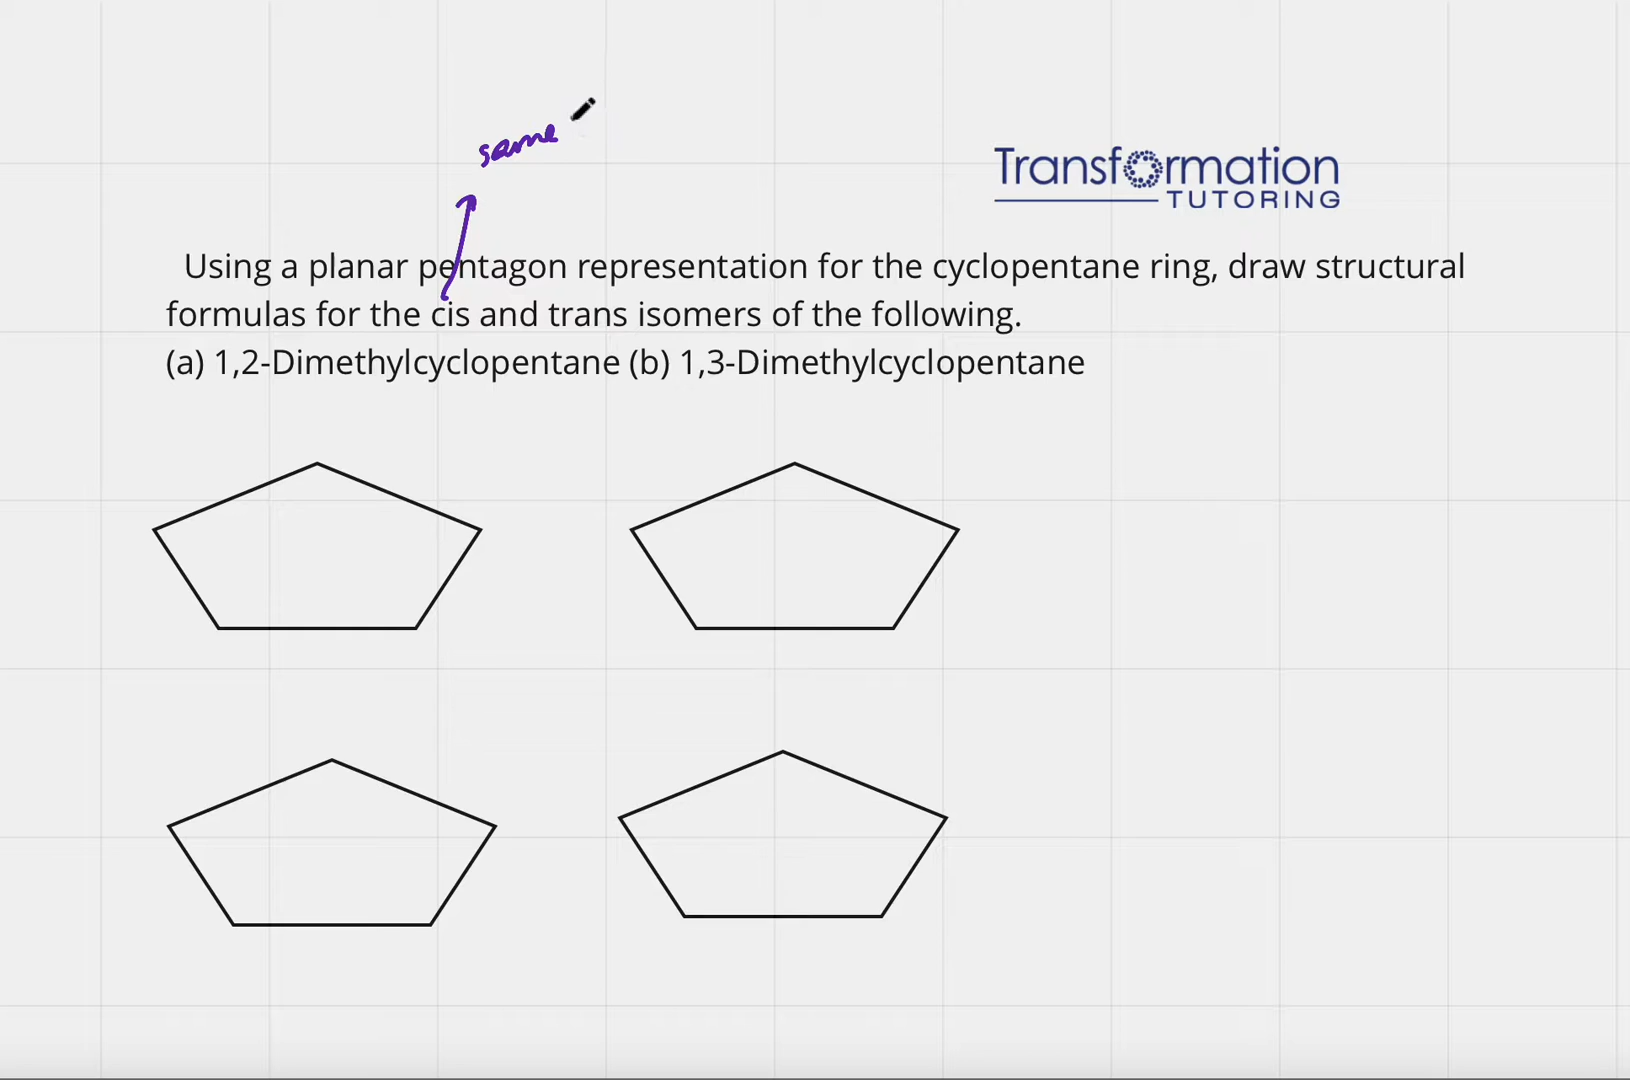 same
Transformation
TUTORING
Using a planar pentagon representation for the cyclopentane ring, draw structural
formulas for the cis and trans isomers of the following.
(a) 1,2-Dimethylcyclopentane (b) 1,3-Dimethylcyclopentane